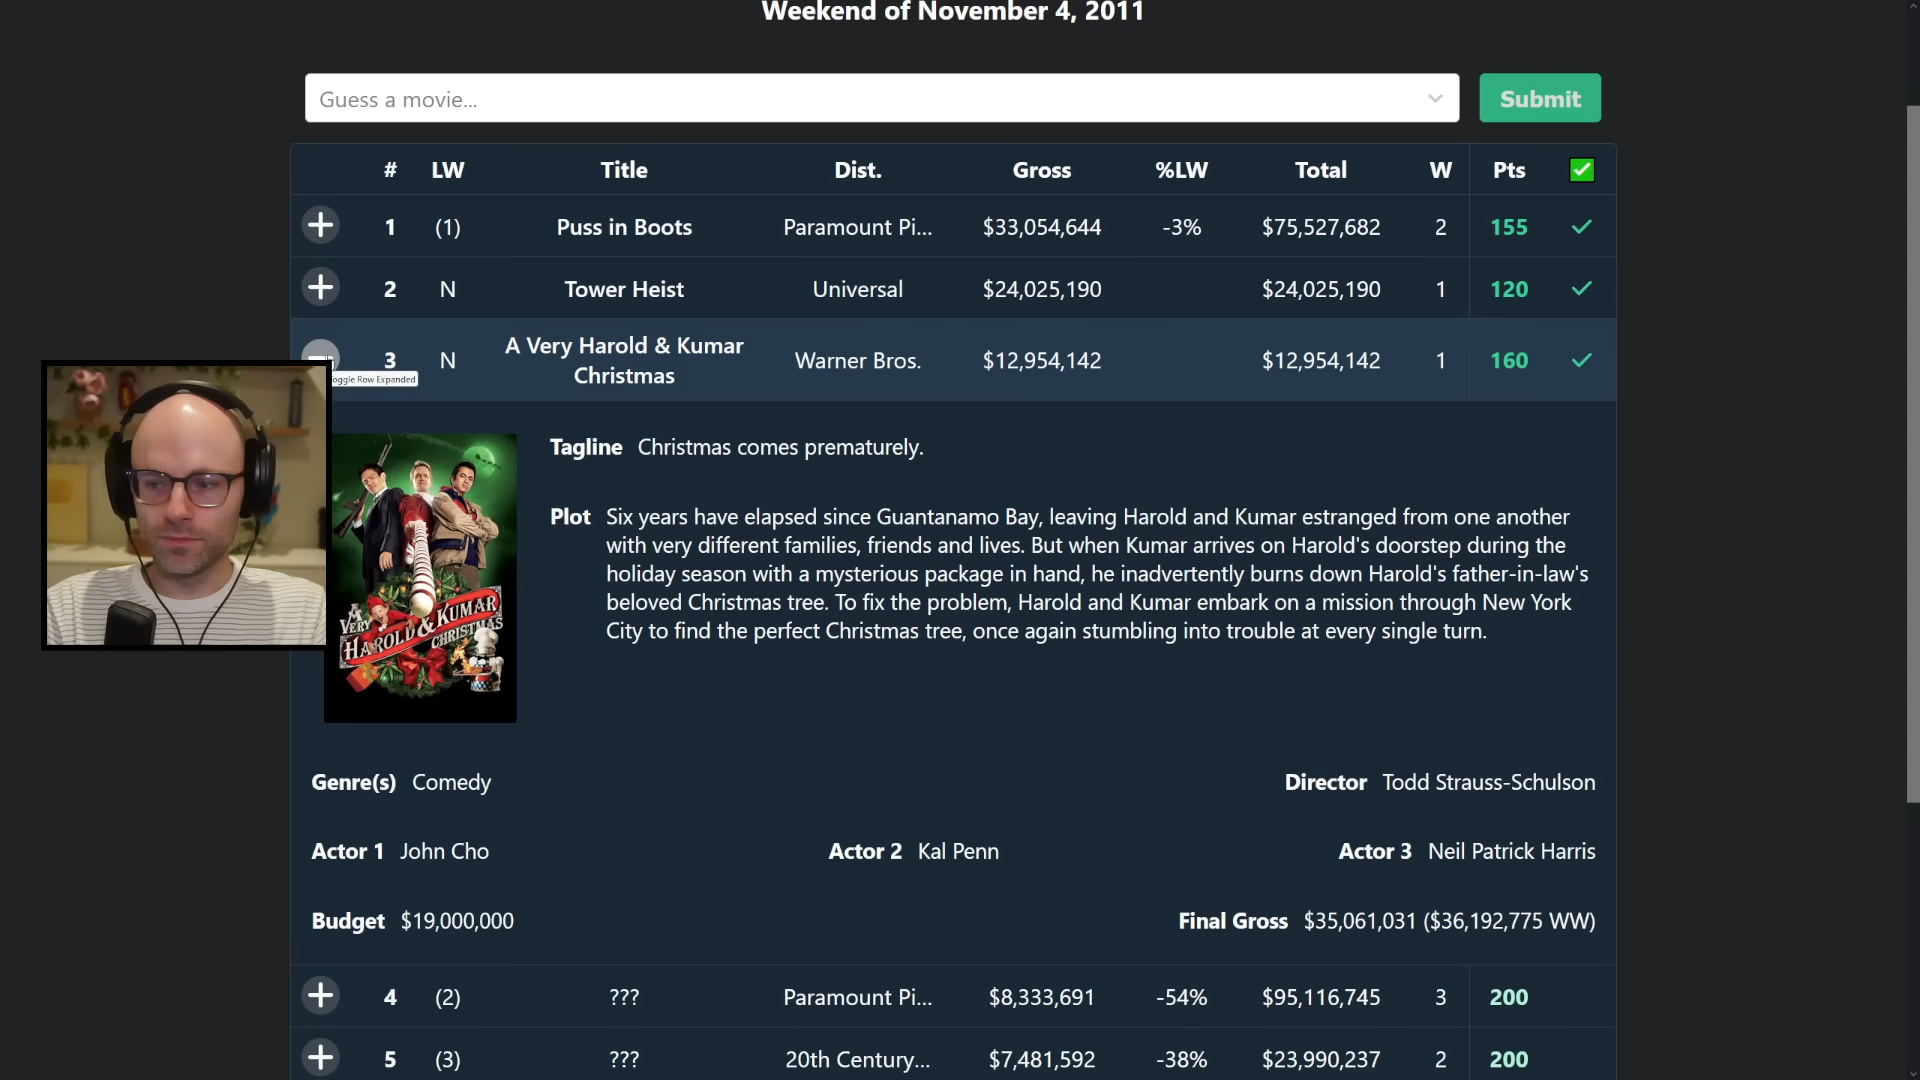 Weekend of November 4, 2011
Guess a movie...
Submit
# LW Title Dist. Gross %LW Total W Pts
1 (1) Puss in Boots Paramount Pi... $33,054,644 -3% $75,527,682 2 155
2 N Tower Heist Universal $24,025,190 $24,025,190 1 120
3 N A Very Harold & Kumar Christmas Warner Bros. $12,954,142 $12,954,142 1 160
oggle Row Expanded
Tagline Christmas comes prematurely.
Plot Six years have elapsed since Guantanamo Bay, leaving Harold and Kumar estranged from one another
with very different families, friends and lives. But when Kumar arrives on Harold's doorstep during the
holiday season with a mysterious package in hand, he inadvertently burns down Harold's father-in-law's
beloved Christmas tree. To fix the problem, Harold and Kumar embark on a mission through New York
City to find the perfect Christmas tree, once again stumbling into trouble at every single turn.
A VERY
HAROLD & KUMAR
CHRISTMAS
Genre(s) Comedy
Director Todd Strauss-Schulson
Actor 1 John Cho
Actor 2 Kal Penn
Actor 3 Neil Patrick Harris
Budget $19,000,000
Final Gross $35,061,031 ($36,192,775 WW)
4 (2) ??? Paramount Pi... $8,333,691 -54% $95,116,745 3 200
5 (3) ??? 20th Century... $7,481,592 -38% $23,990,237 2 200